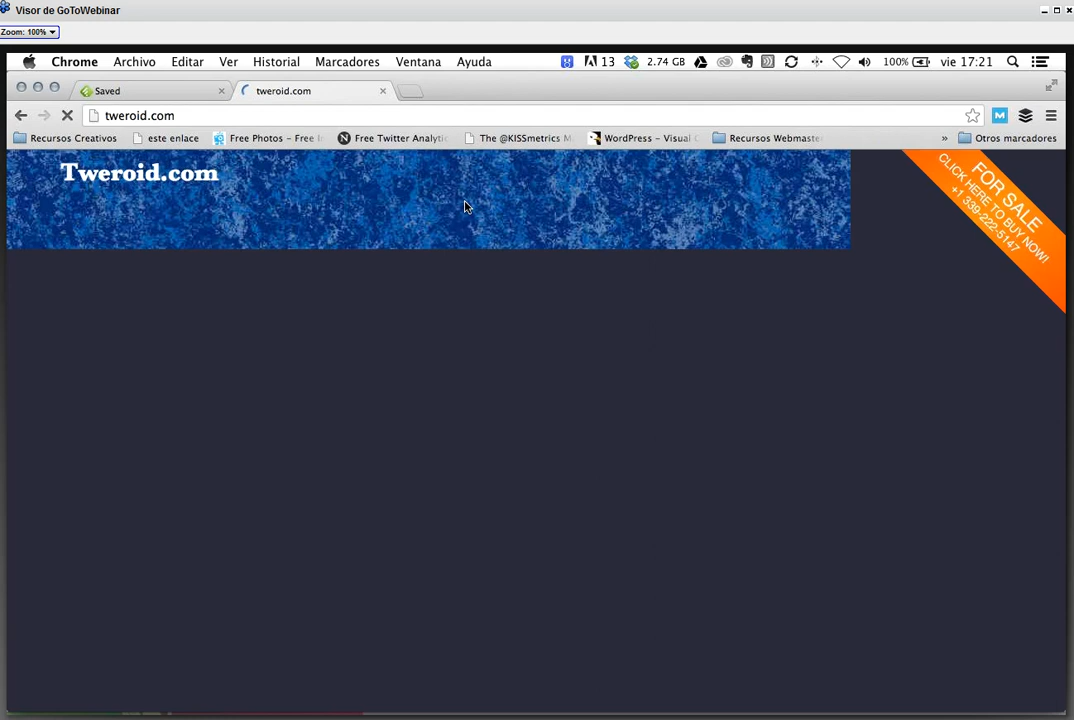 Visor de GoToWebinar
Zoom: 100%
Chrome Archivo Editar Ver Historial Marcadores Ventana Ayuda 13 2.74 GB 100% vie 17:21
Saved tweroid.com
tweroid.com
Recursos Creativos este enlace Free Photos – Free I Free Twitter Analytic The @KISSmetrics M WordPress – Visual Recursos Webmaste » Otros marcadores
Tweroid.com
FOR SALE
CLICK HERE TO BUY NOW!
+1 339-222-5147